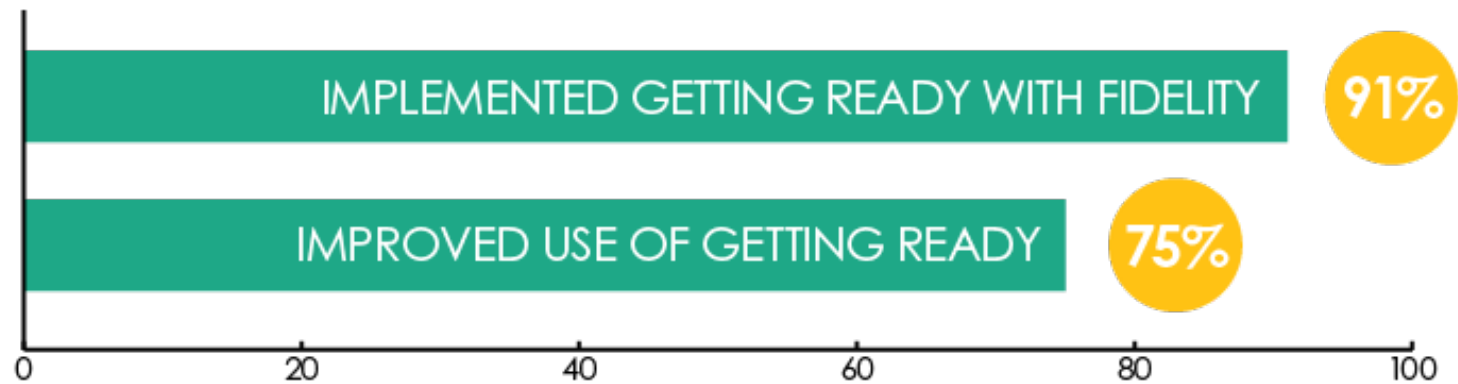 IMPLEMENTED GETTING READY WITH FIDELITY 91%
IMPROVED USE OF GETTING READY 75%
0 20 40 60 80 100